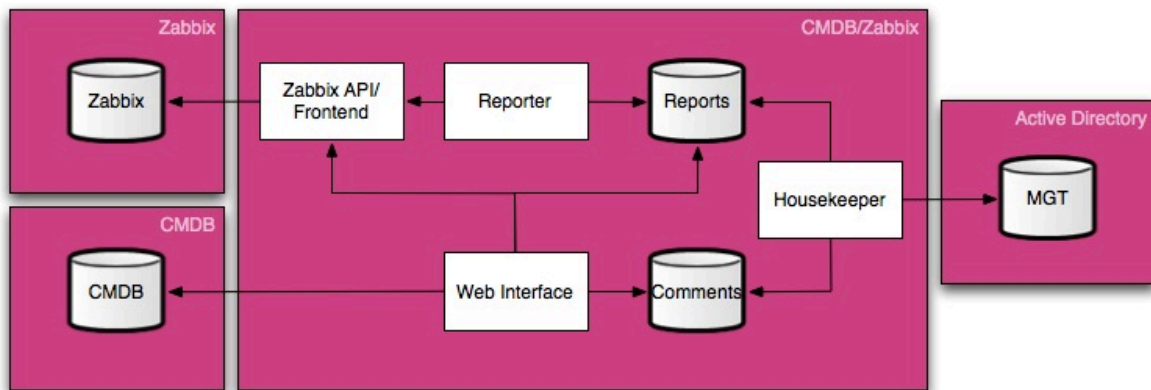 Zabbix
CMDB/Zabbix
Zabbix
Zabbix API/
Frontend
Reporter
Reports
Active Directory
Housekeeper
MGT
CMDB
CMDB
Web Interface
Comments